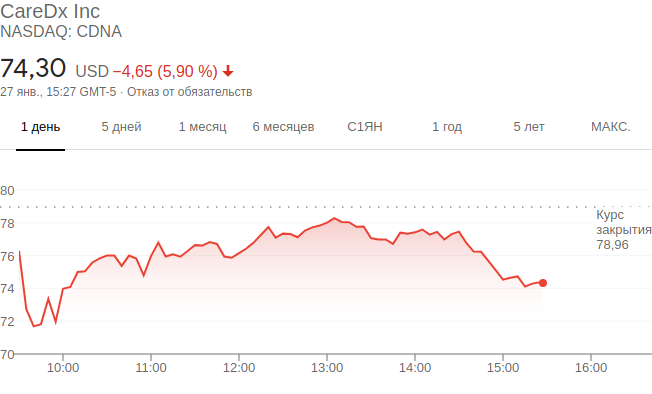 CareDx Inc
NASDAQ: CDNA
74,30 USD −4,65 (5,90 %)
27 янв., 15:27 GMT-5 · Отказ от обязательств
1 день 5 дней 1 месяц 6 месяцев С1ЯН 1 год 5 лет МАКС.
80
78
76
74
72
70
Курс
закрытия
78,96
10:00 11:00 12:00 13:00 14:00 15:00 16:00